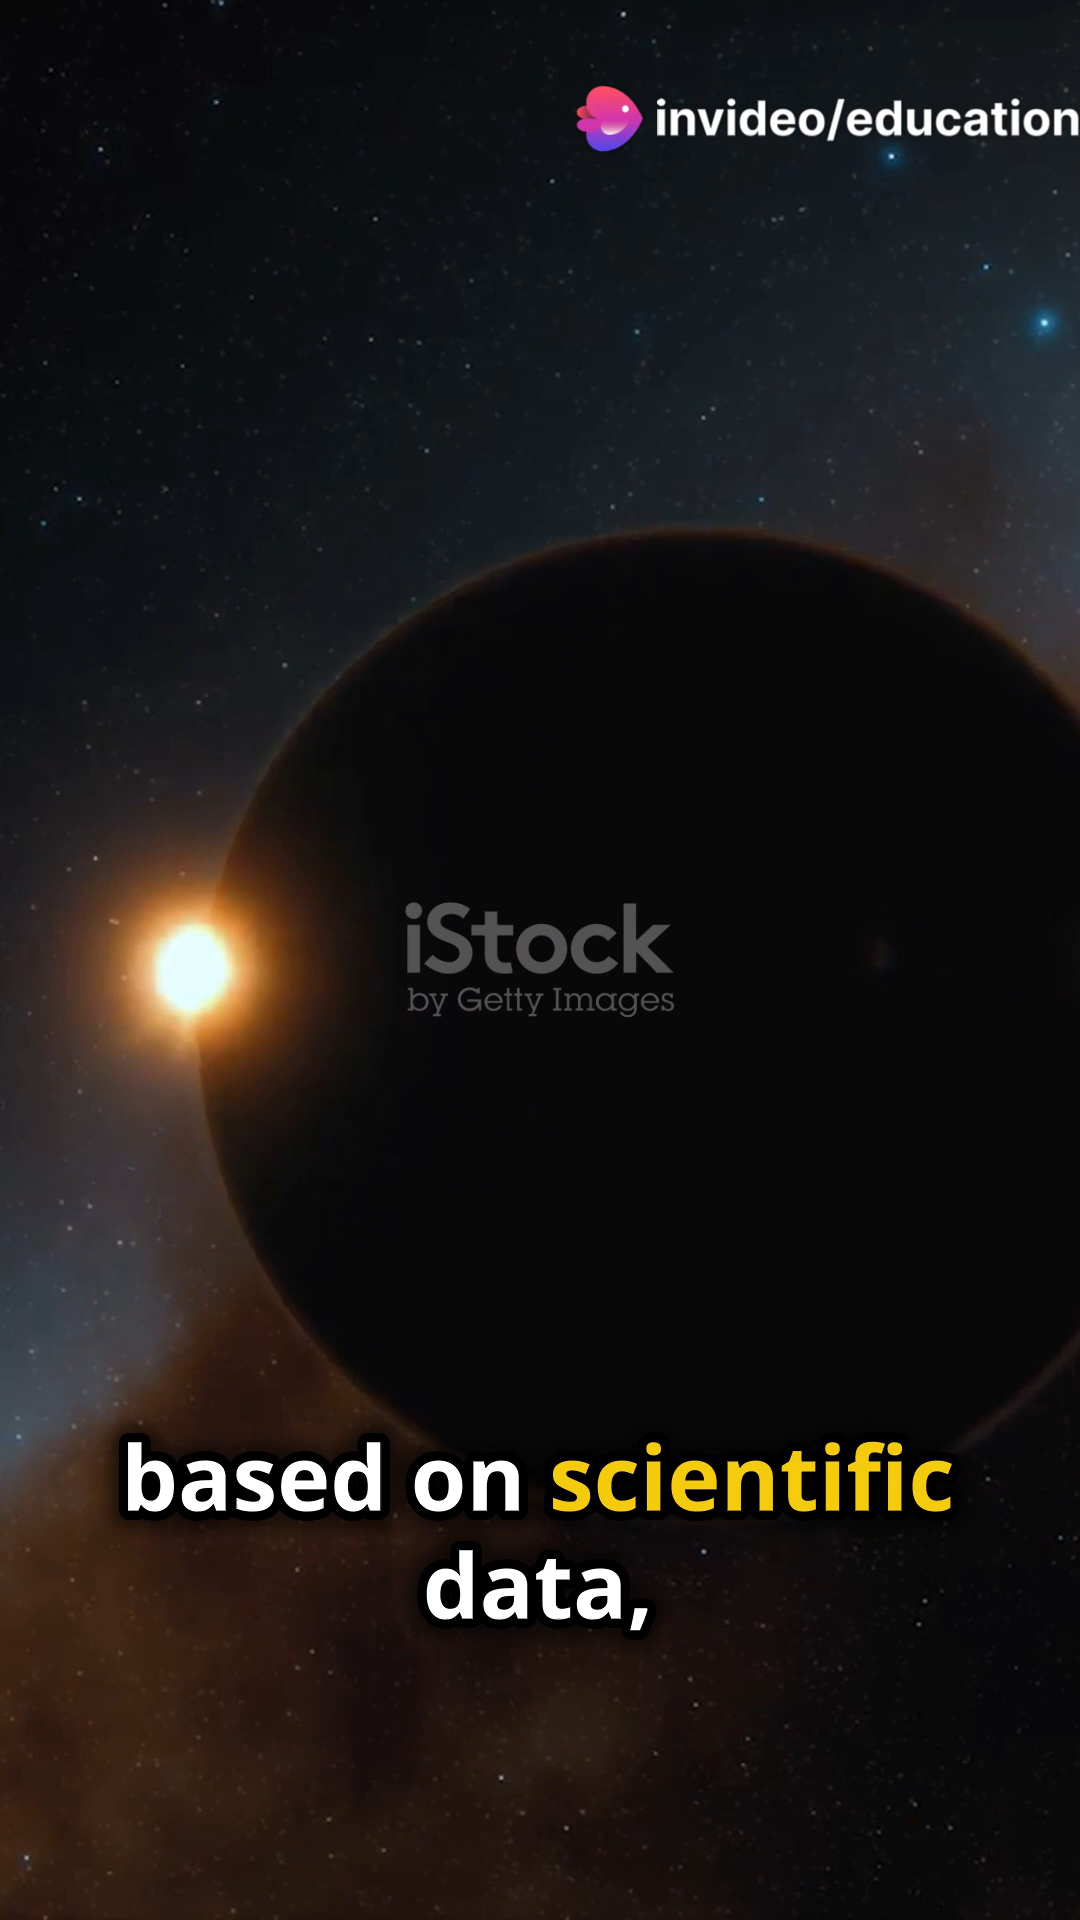 invideo/education
iStock
by Getty Images
based on scientific
data,